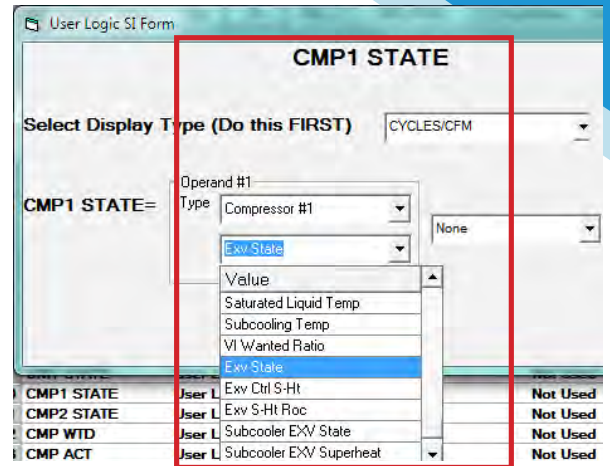 User Logic SI Form
CMP1 STATE
Select Display Type (Do this FIRST) CYCLES/CFM
Operand #1
CMP1 STATE= Type Compressor #1
None
Exv State
Value
Saturated Liquid Temp
Subcooling Temp
VI Wanted Ratio
Exv State
Exv Ctrl S-Ht
CMP1 STATE User L Not Used
Exv S-Ht Roc
CMP2 STATE User L Not Used
Subcooler EXV State
CMP WTD User L Not Used
Subcooler EXV Superheat
CMP ACT User L Not Used